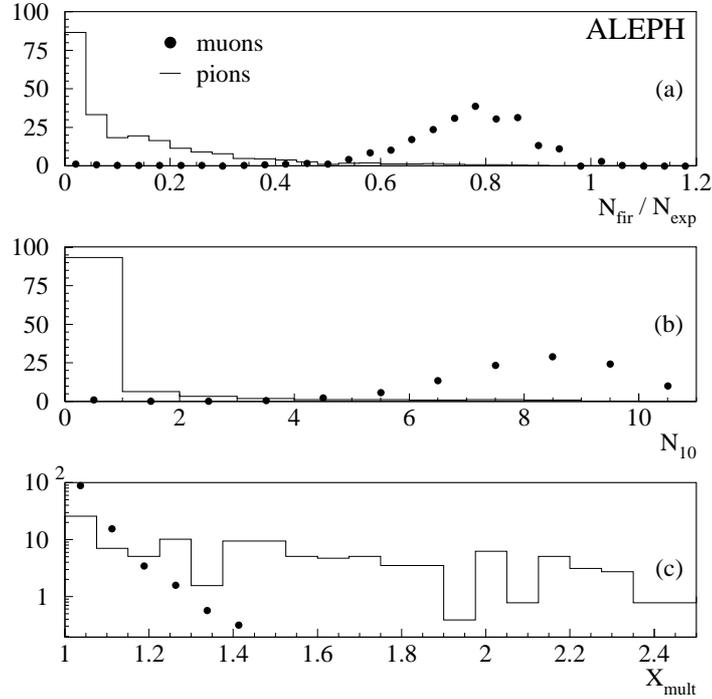 ALEPH
muons
pions
(a)
100
75
50
25
0
0 0.2 0.4 0.6 0.8 1 1.2
N_fir / N_exp
(b)
100
75
50
25
0
0 2 4 6 8 10
N_10
(c)
10^2
10
1
1 1.2 1.4 1.6 1.8 2 2.2 2.4
X_mult